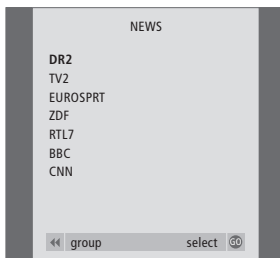 NEWS
DR2
TV2
EUROSPRT
ZDF
RTL7
BBC
CNN
group select GO